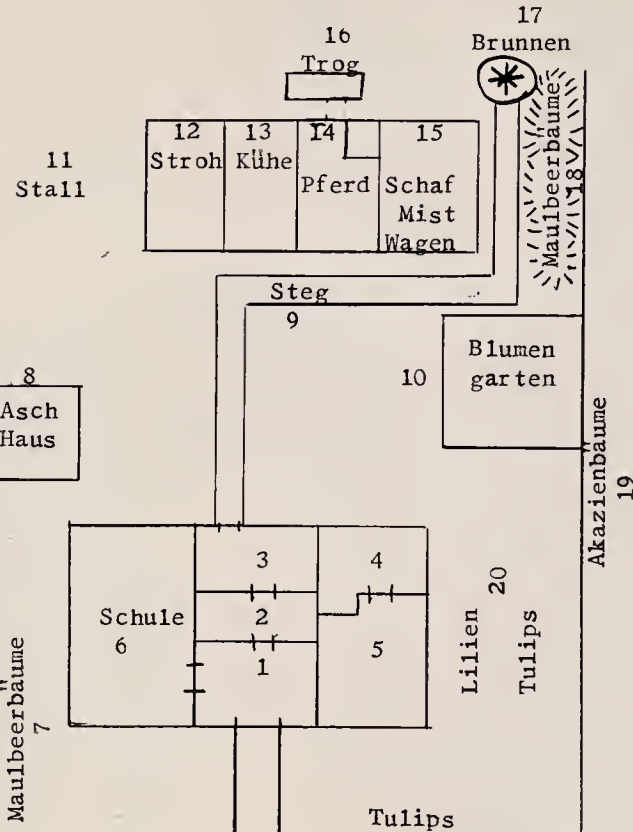 17
Brunnen
16
Trog
11
Stall
12
Stroh
13
Kühe
14
Pferd
15
Schaf
Mist
Wagen
Maulbeerbäume
18
Steg
9
8
Asch
Haus
10
Blumen
garten
Akazienbäume
19
3
4
2
Schule
6
1
5
20
Lilien
Tulips
Maulbeerbäume
7
Tulips